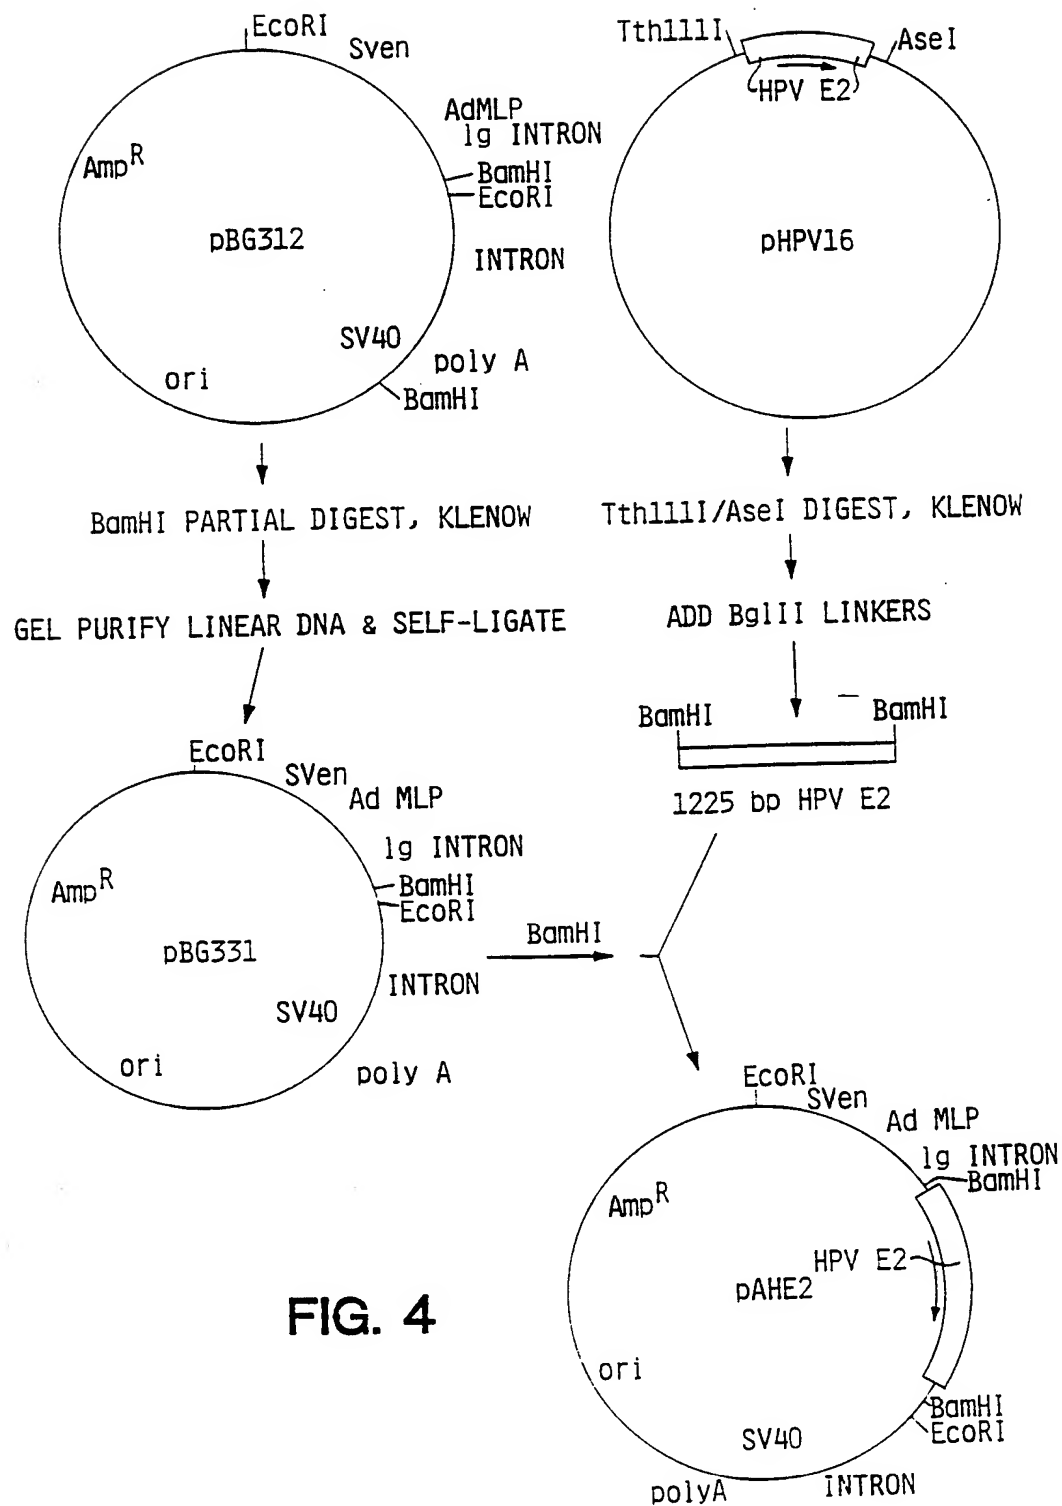 EcoRI
Sven
AdMLP
lg INTRON
BamHI
EcoRI
AmpR
pBG312
INTRON
SV40
poly A
ori
BamHI
Tth111I
AseI
HPV E2
pHPV16
BamHI PARTIAL DIGEST, KLENOW
GEL PURIFY LINEAR DNA & SELF-LIGATE
Tth111I/AseI DIGEST, KLENOW
ADD BglII LINKERS
BamHI
BamHI
1225 bp HPV E2
EcoRI
SVen
Ad MLP
lg INTRON
BamHI
EcoRI
AmpR
pBG331
INTRON
SV40
ori
poly A
BamHI
EcoRI
SVen
Ad MLP
lg INTRON
BamHI
AmpR
HPV E2
pAHE2
ori
BamHI
EcoRI
SV40
INTRON
polyA
FIG. 4